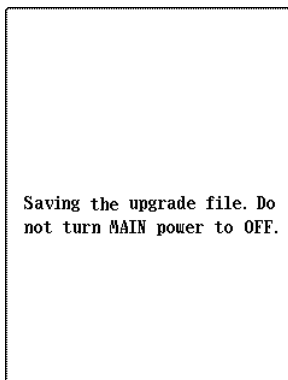 Saving the upgrade file. Do
not turn MAIN power to OFF.